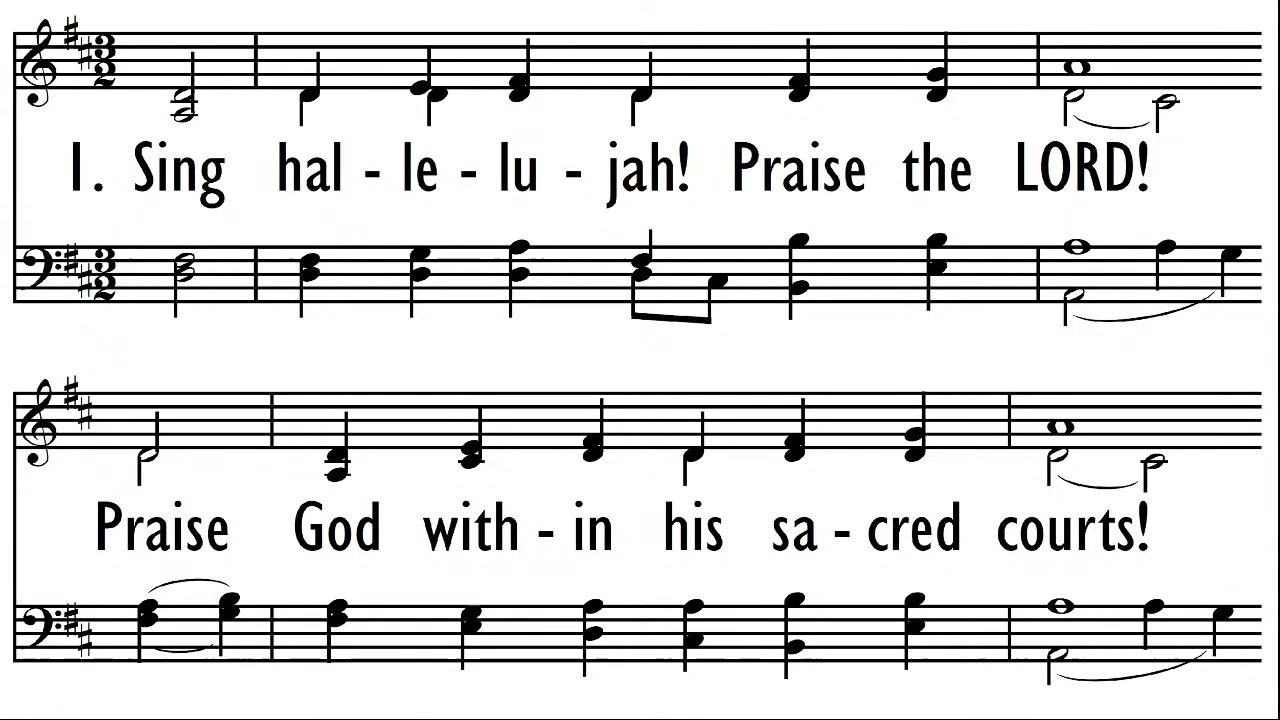 1. Sing hal - le - lu - jah! Praise the LORD!
Praise God with - in his sa - cred courts!